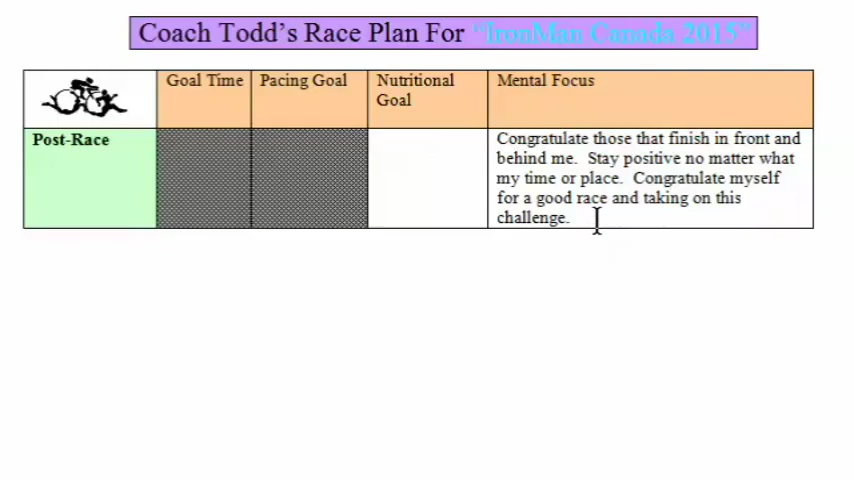 Coach Todd's Race Plan For "IronMan Canada 2015"
Goal Time Pacing Goal Nutritional Goal Mental Focus
Post-Race
Congratulate those that finish in front and
behind me. Stay positive no matter what
my time or place. Congratulate myself
for a good race and taking on this
challenge.